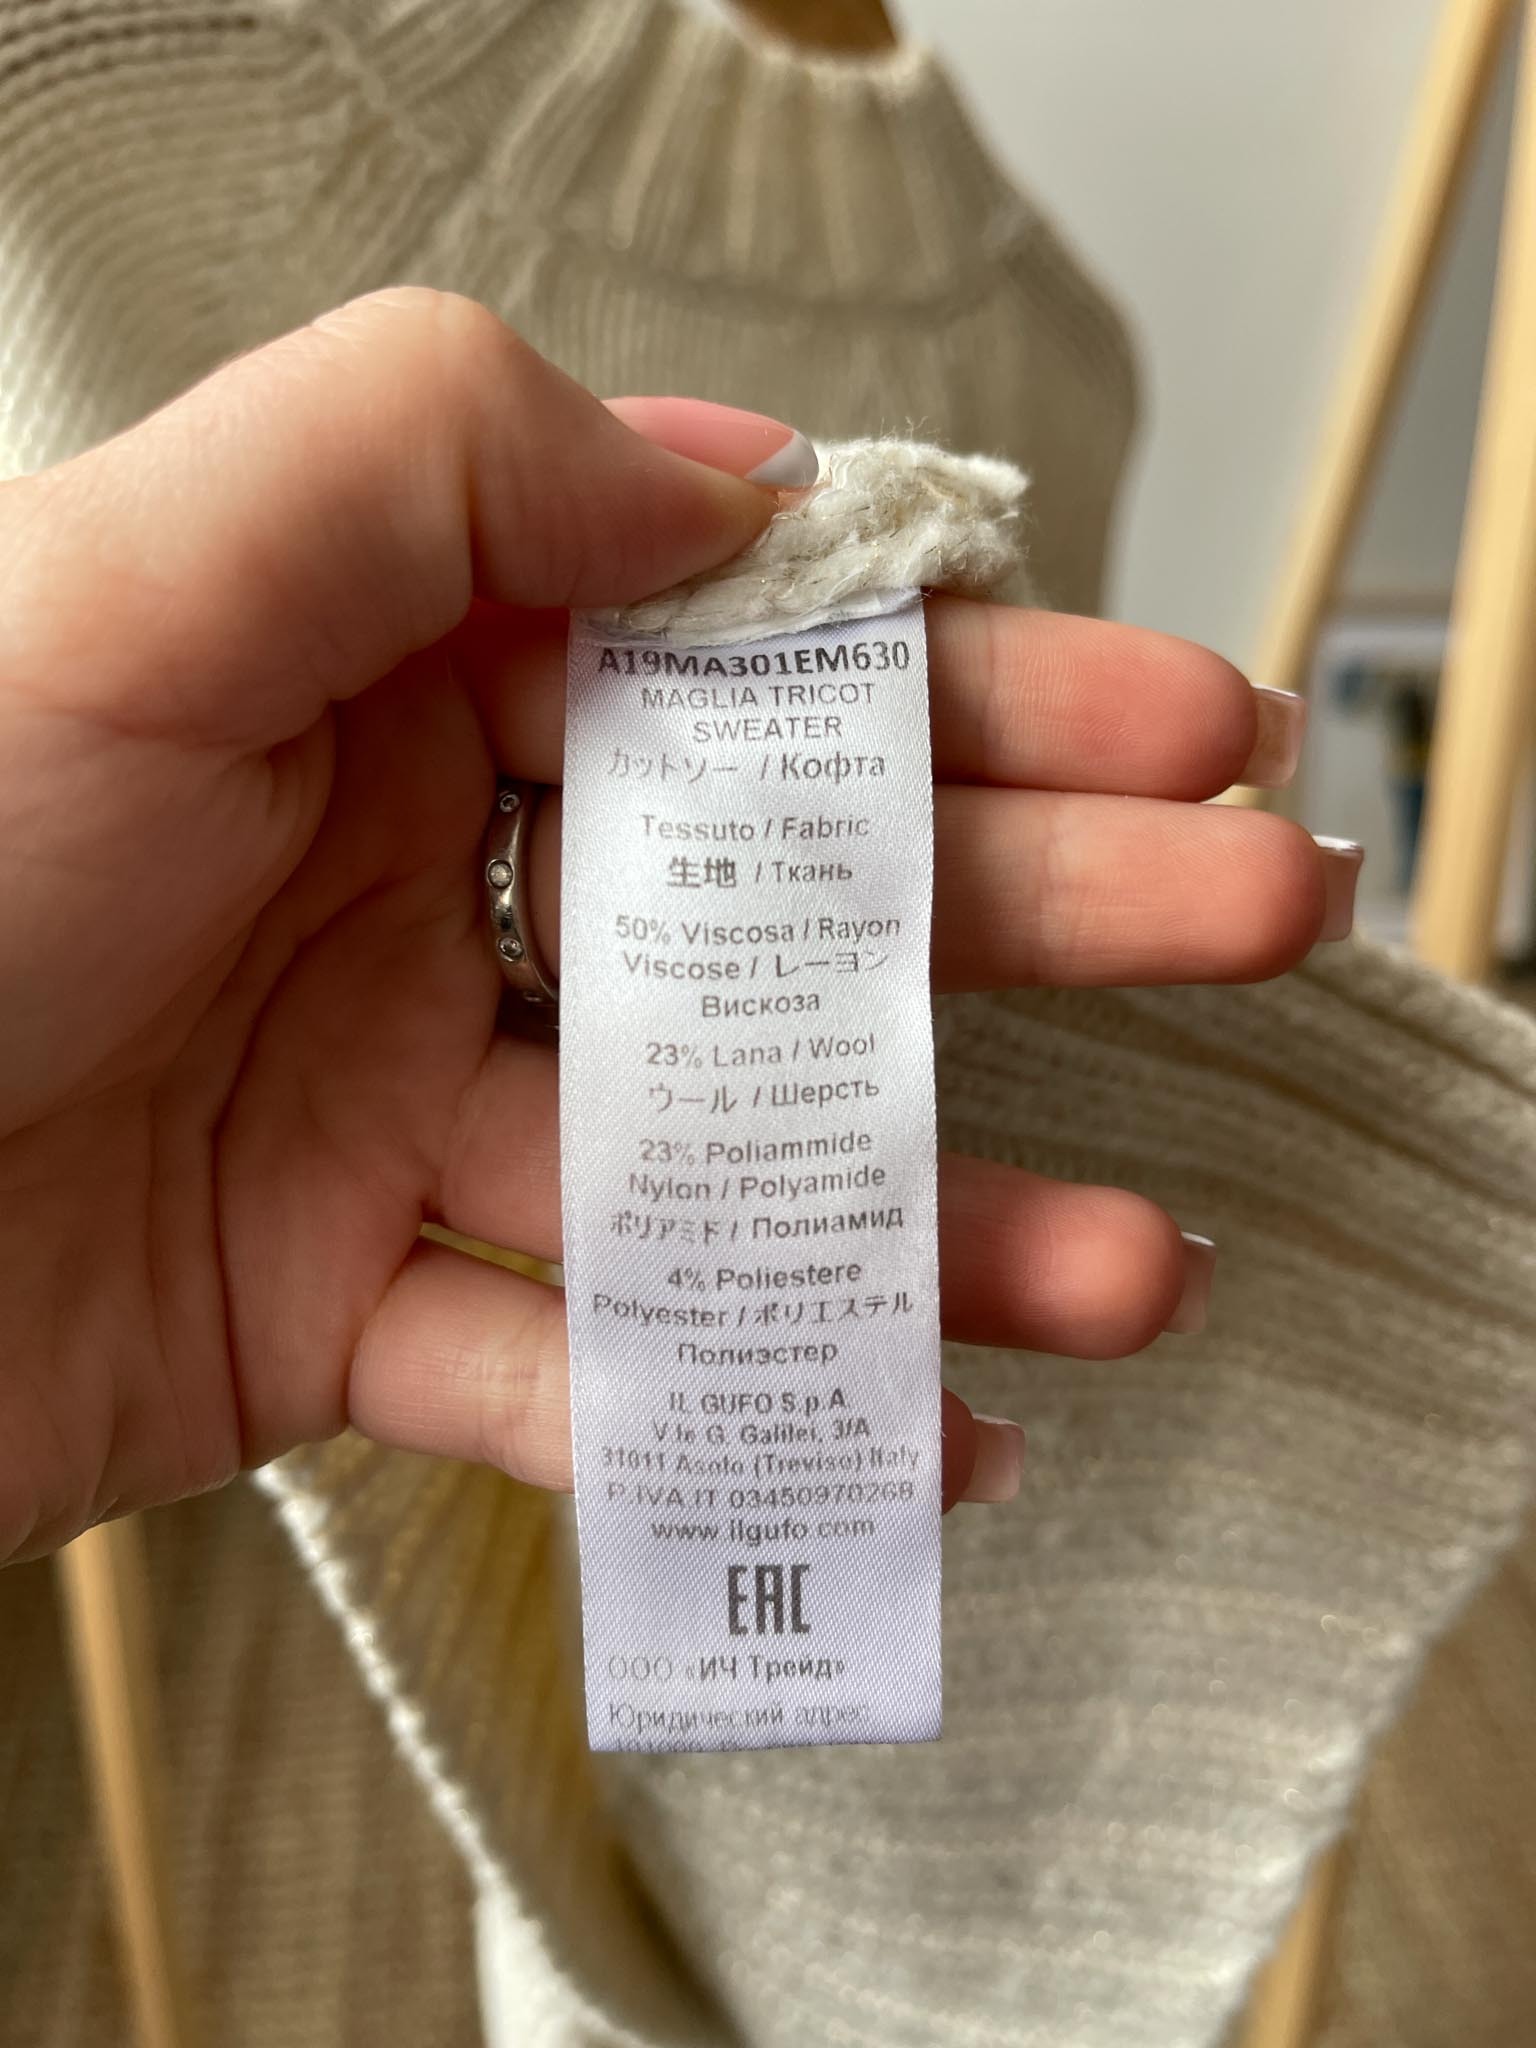 A19MA301EM630
MAGLIA TRICOT
SWEATER
カットソー / Кофта
Tessuto / Fabric
生地 / Ткань
50% Viscosa / Rayon
Viscose / レーヨン
Вискоза
23% Lana / Wool
ウール / Шерсть
23% Poliammide
Nylon / Polyamide
ポリアミド / Полиамид
4% Poliestere
Polyester / ポリエステル
Полиэстер
IL GUFO S.p.A.
V.le G. Galilei, 3/A
31011 Asolo (Treviso) Italy
P.IVA IT 03450970268
www.ilgufo.com
EAC
ООО «ИЧ Трейд»
Юридический адрес